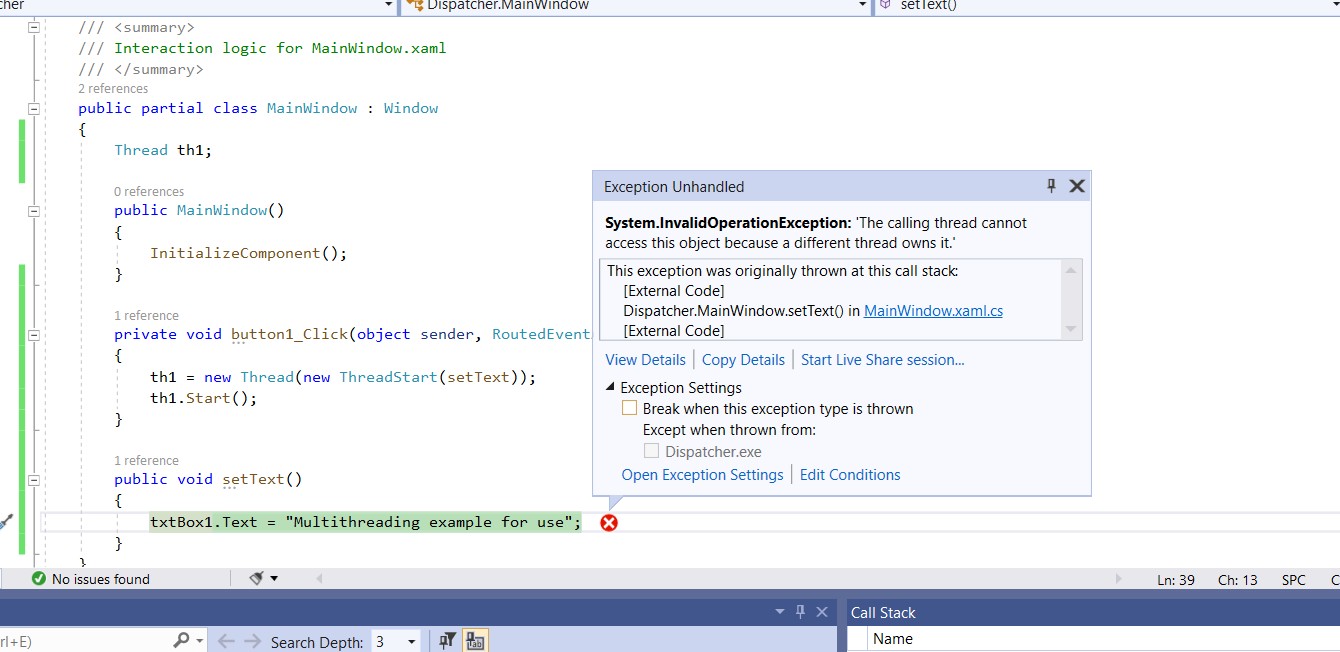 cher Dispatcher.MainWindow setText()
/// <summary>
/// Interaction logic for MainWindow.xaml
/// </summary>
2 references
public partial class MainWindow : Window
{
Thread th1;
0 references
public MainWindow()
{
InitializeComponent();
}
1 reference
private void button1_Click(object sender, RoutedEvent
{
th1 = new Thread(new ThreadStart(setText));
th1.Start();
}
1 reference
public void setText()
{
txtBox1.Text = "Multithreading example for use";
}
}
Exception Unhandled
System.InvalidOperationException: 'The calling thread cannot
access this object because a different thread owns it.'
This exception was originally thrown at this call stack:
[External Code]
Dispatcher.MainWindow.setText() in MainWindow.xaml.cs
[External Code]
View Details | Copy Details | Start Live Share session...
Exception Settings
Break when this exception type is thrown
Except when thrown from:
Dispatcher.exe
Open Exception Settings | Edit Conditions
No issues found Ln: 39 Ch: 13 SPC C
Call Stack
rl+E) Search Depth: 3 Name